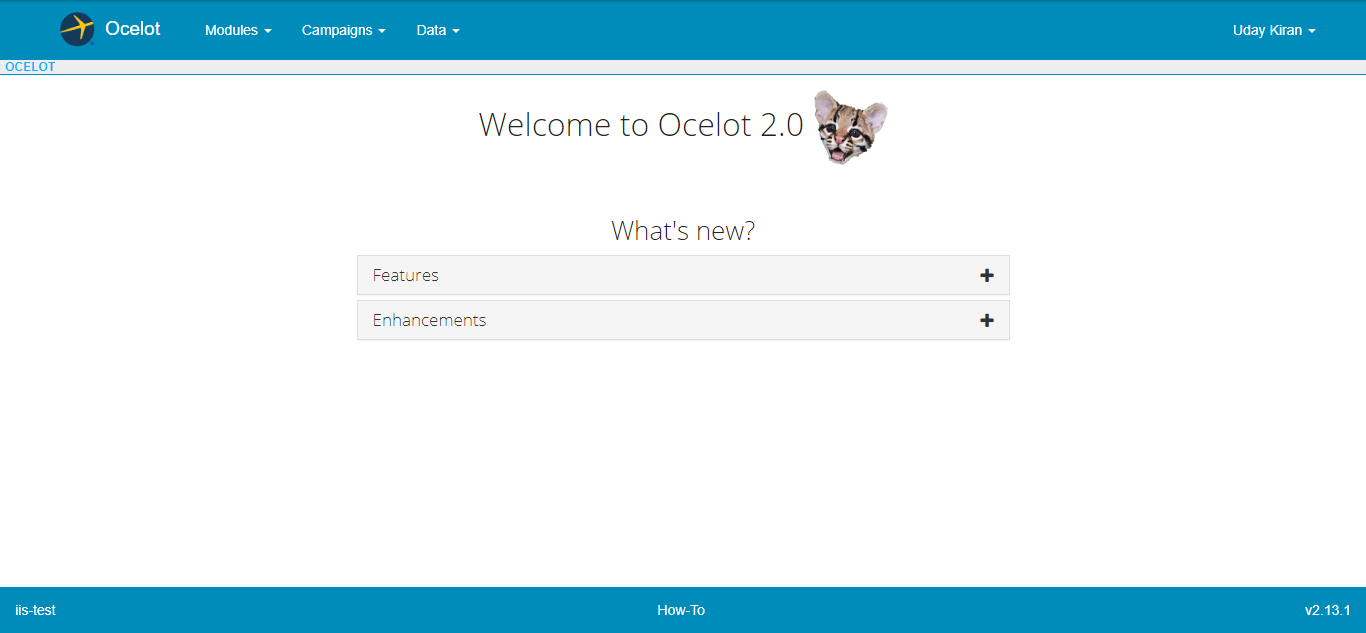 Ocelot Modules Campaigns Data Uday Kiran
OCELOT
Welcome to Ocelot 2.0
What's new?
Features
Enhancements
iis-test How-To v2.13.1